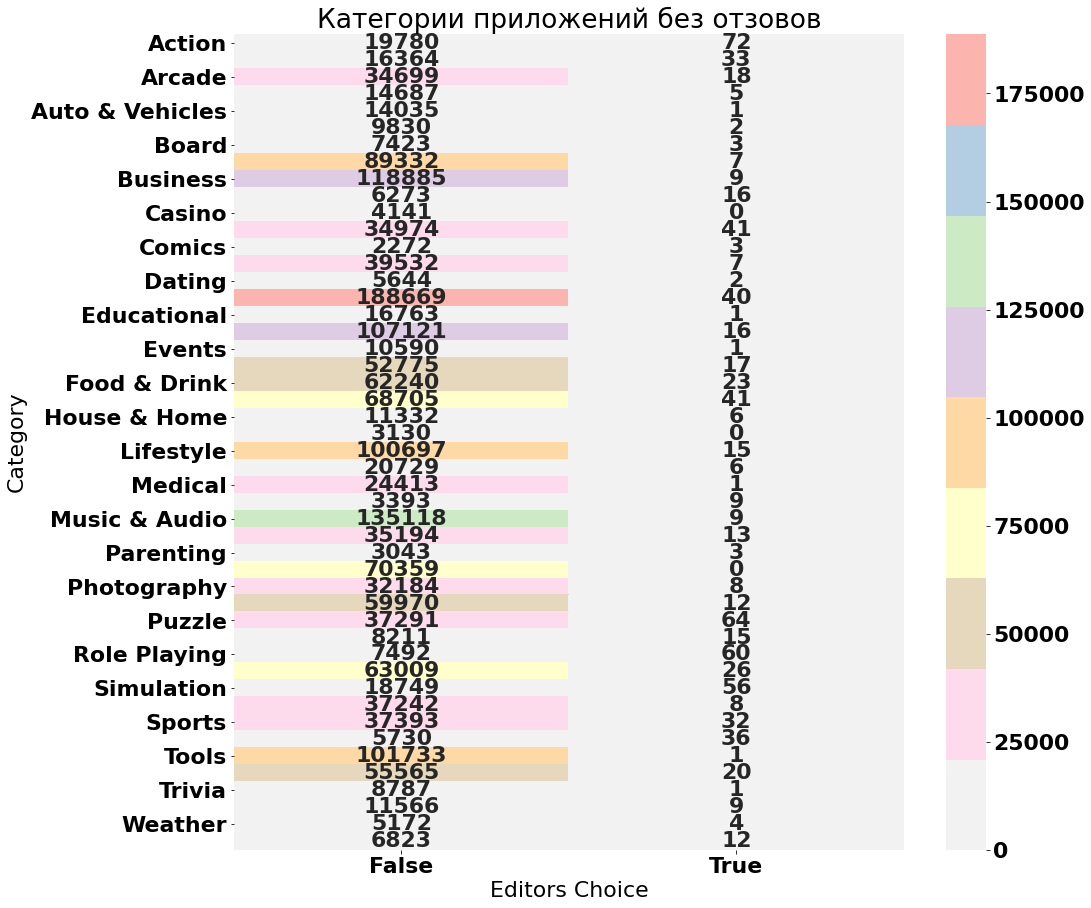 Категории приложений без отзовов
Action 19780 72
16364 33
Arcade 34699 18
14687 5
Auto & Vehicles 14035 1
9830 2
Board 7423 3
89332 7
Business 118885 9
6273 16
Casino 4141 0
34974 41
Comics 2272 3
39532 7
Dating 5644 2
188669 40
Educational 16763 1
107121 16
Events 10590 1
52775 17
Food & Drink 62240 23
68705 41
House & Home 11332 6
3130 0
Lifestyle 100697 15
20729 6
Medical 24413 1
3393 9
Music & Audio 135118 9
35194 13
Parenting 3043 3
70359 0
Photography 32184 8
59970 12
Puzzle 37291 64
8211 15
Role Playing 7492 60
63009 26
Simulation 18749 56
37242 8
Sports 37393 32
5730 36
Tools 101733 1
55565 20
Trivia 8787 1
11566 9
Weather 5172 4
6823 12
False True
Editors Choice
Category
175000
150000
125000
100000
75000
50000
25000
0